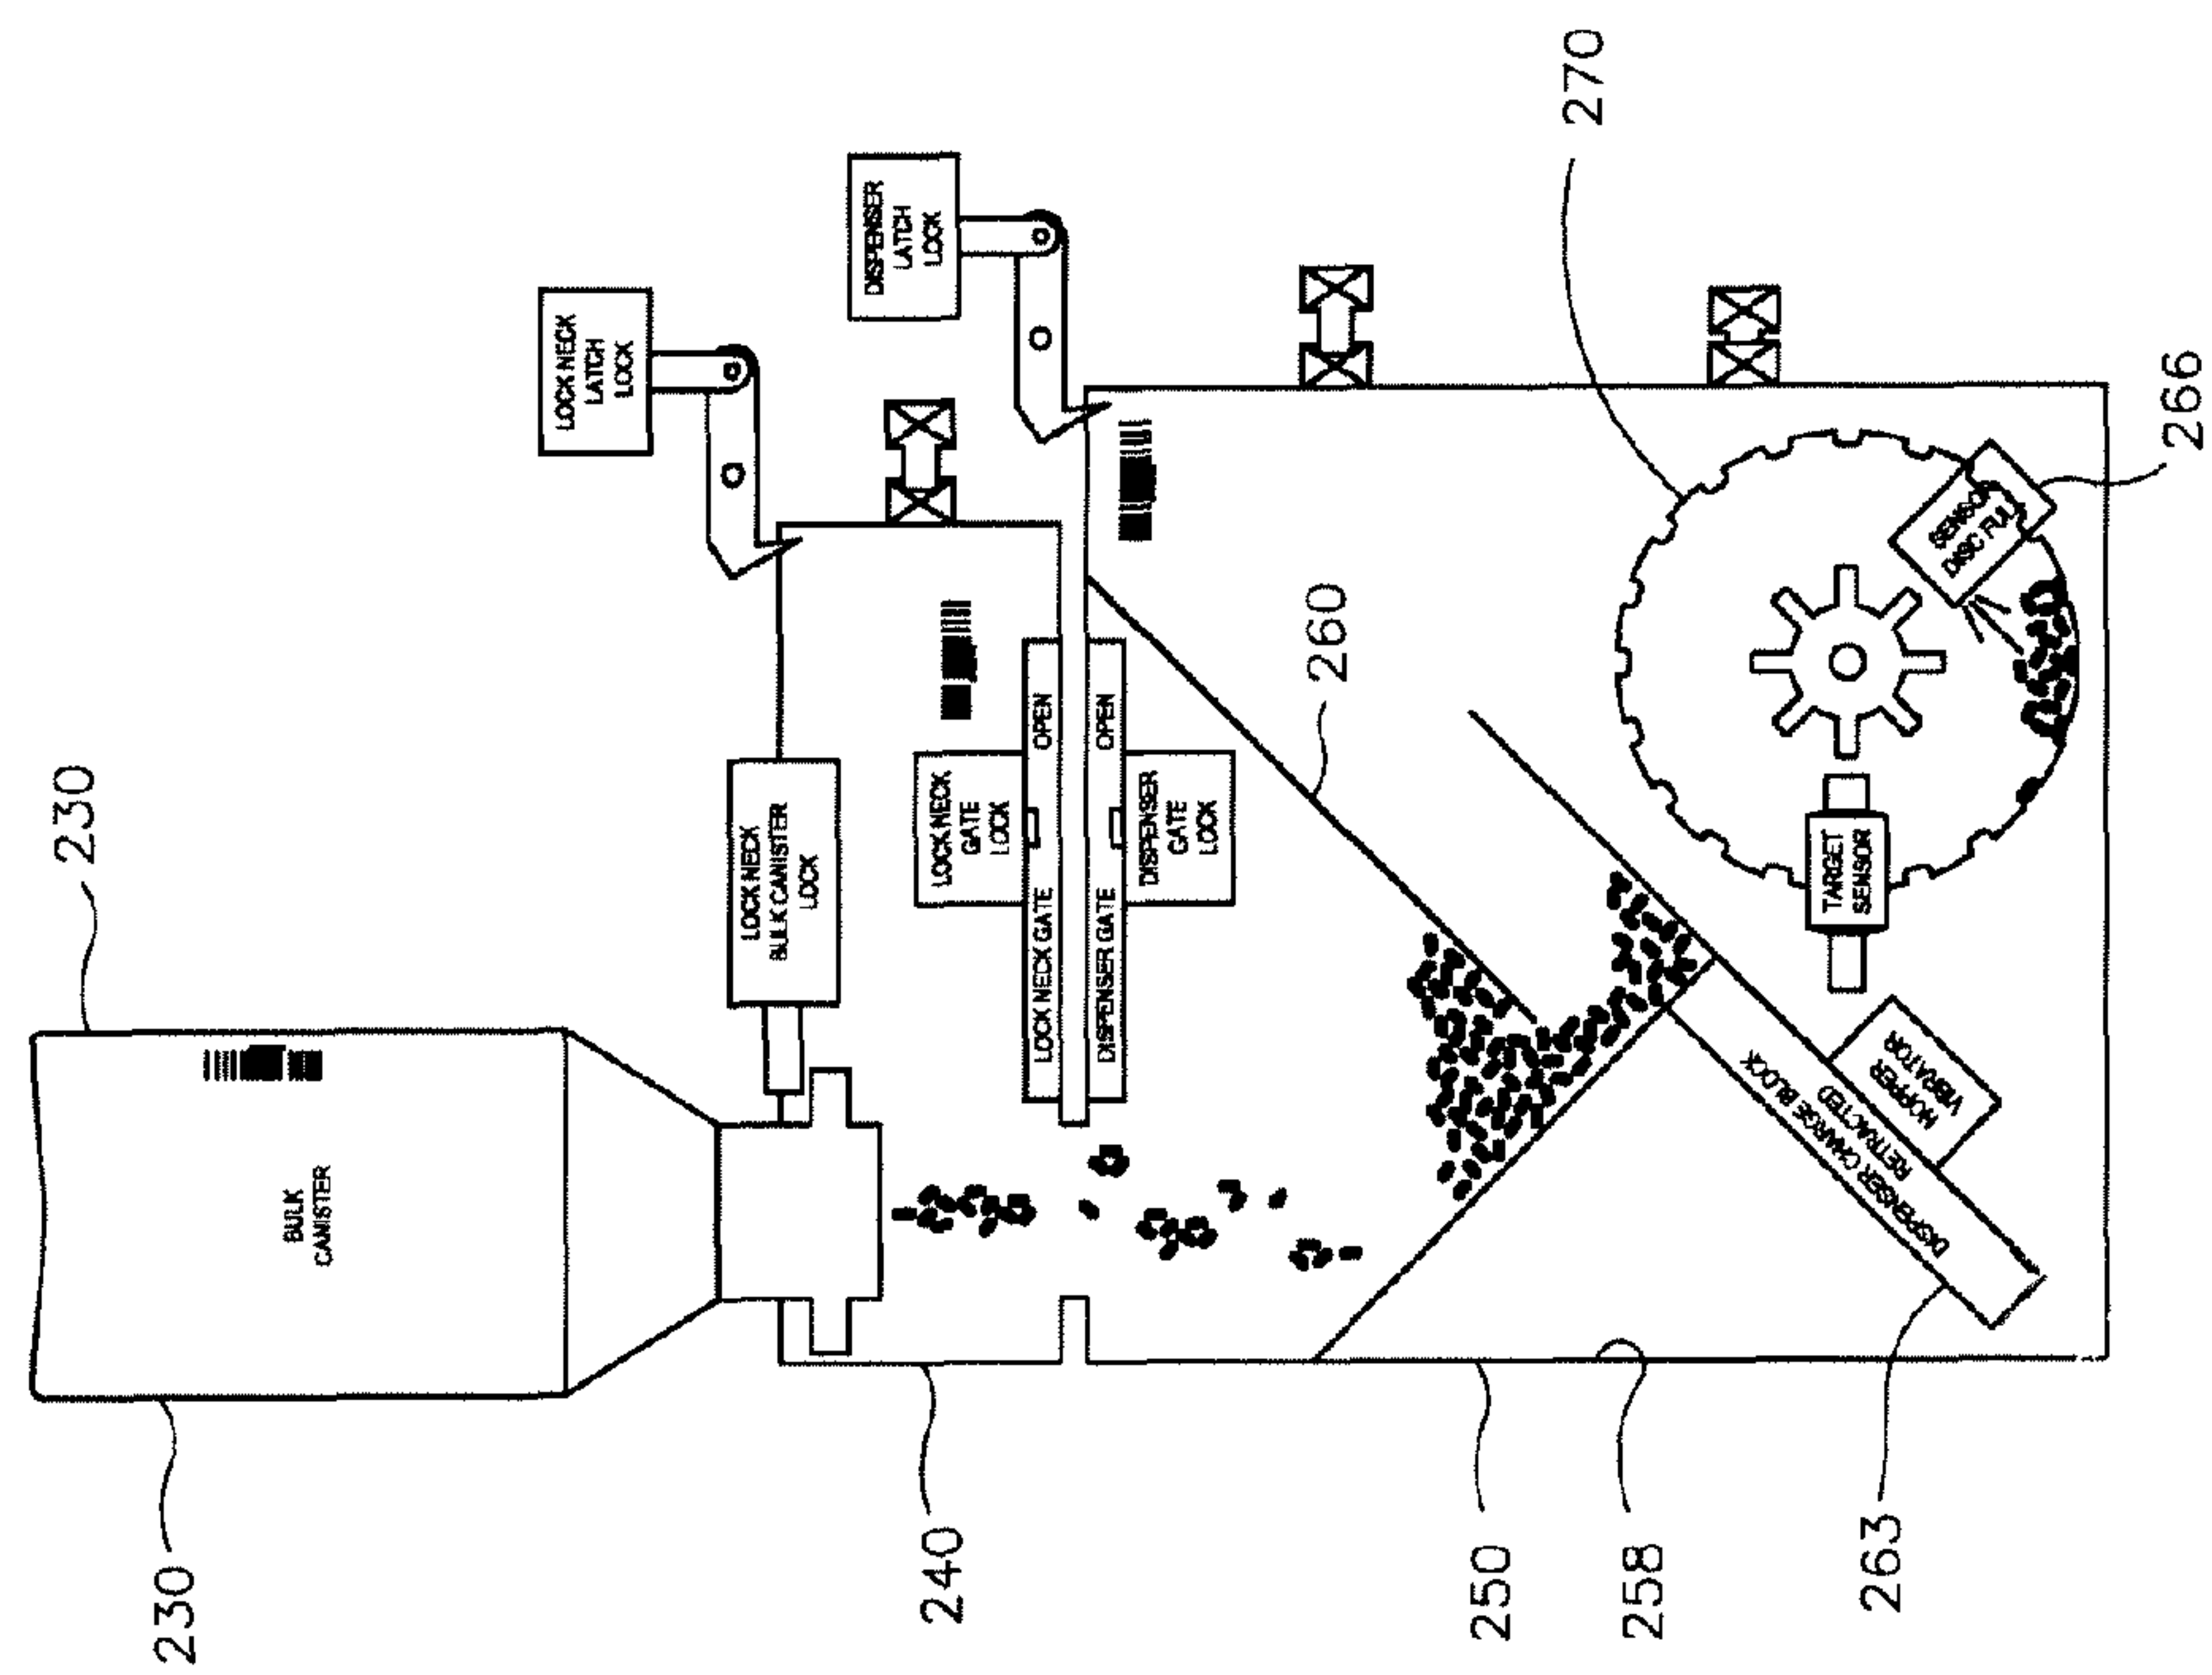 230
230
BULK
CANISTER
LOCK NECK
LATCH
LOCK
DISPENSER
LATCH
LOCK
LOCK NECK
BULK CANISTER
LOCK
LOCK NECK
GATE
LOCK
LOCK NECK GATE OPEN
DISPENSER GATE OPEN
DISPENSER
GATE
LOCK
240
260
270
SENSOR
DISC FULL
266
TARGET
SENSOR
HOPPER
VIBRATOR
DISPENSER CHARGE BLOCK
RETRACTED
250
258
263